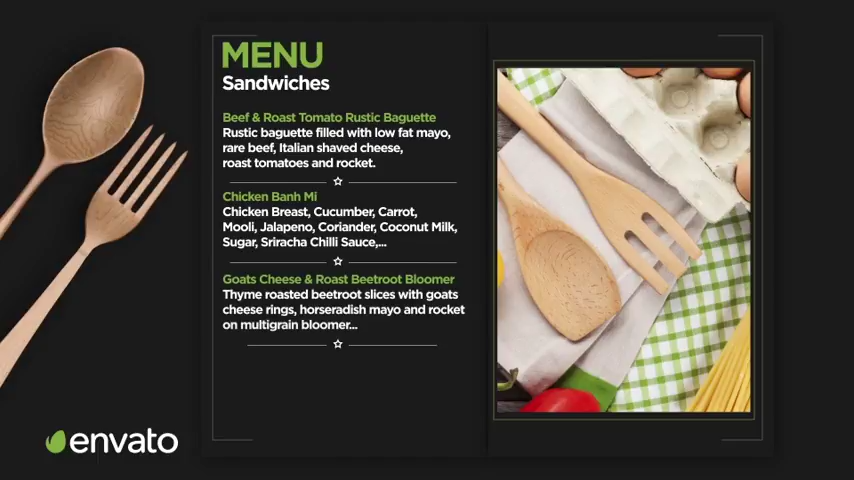 MENU
Sandwiches
Beef & Roast Tomato Rustic Baguette
Rustic baguette filled with low fat mayo,
rare beef, Italian shaved cheese,
roast tomatoes and rocket.
Chicken Banh Mi
Chicken Breast, Cucumber, Carrot,
Mooli, Jalapeno, Coriander, Coconut Milk,
Sugar, Sriracha Chilli Sauce,...
Goats Cheese & Roast Beetroot Bloomer
Thyme roasted beetroot slices with goats
cheese rings, horseradish mayo and rocket
on multigrain bloomer...
envato